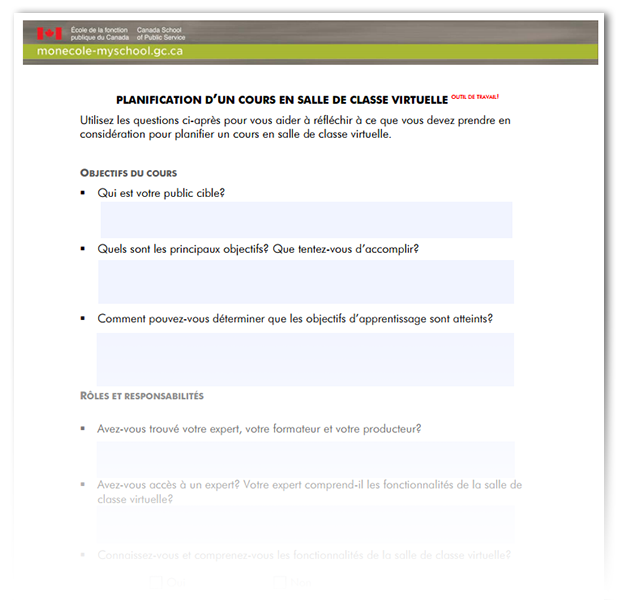 École de la fonction publique du Canada
Canada School of Public Service
monecole-myschool.gc.ca
PLANIFICATION D'UN COURS EN SALLE DE CLASSE VIRTUELLE OUTIL DE TRAVAIL!
Utilisez les questions ci-après pour vous aider à réfléchir à ce que vous devez prendre en
considération pour planifier un cours en salle de classe virtuelle.
OBJECTIFS DU COURS
▪ Qui est votre public cible?
▪ Quels sont les principaux objectifs? Que tentez-vous d'accomplir?
▪ Comment pouvez-vous déterminer que les objectifs d'apprentissage sont atteints?
RÔLES ET RESPONSABILITÉS
▪ Avez-vous trouvé votre expert, votre formateur et votre producteur?
▪ Avez-vous accès à un expert? Votre expert comprend-il les fonctionnalités de la salle de
classe virtuelle?
▪ Connaissez-vous et comprenez-vous les fonctionnalités de la salle de classe virtuelle?